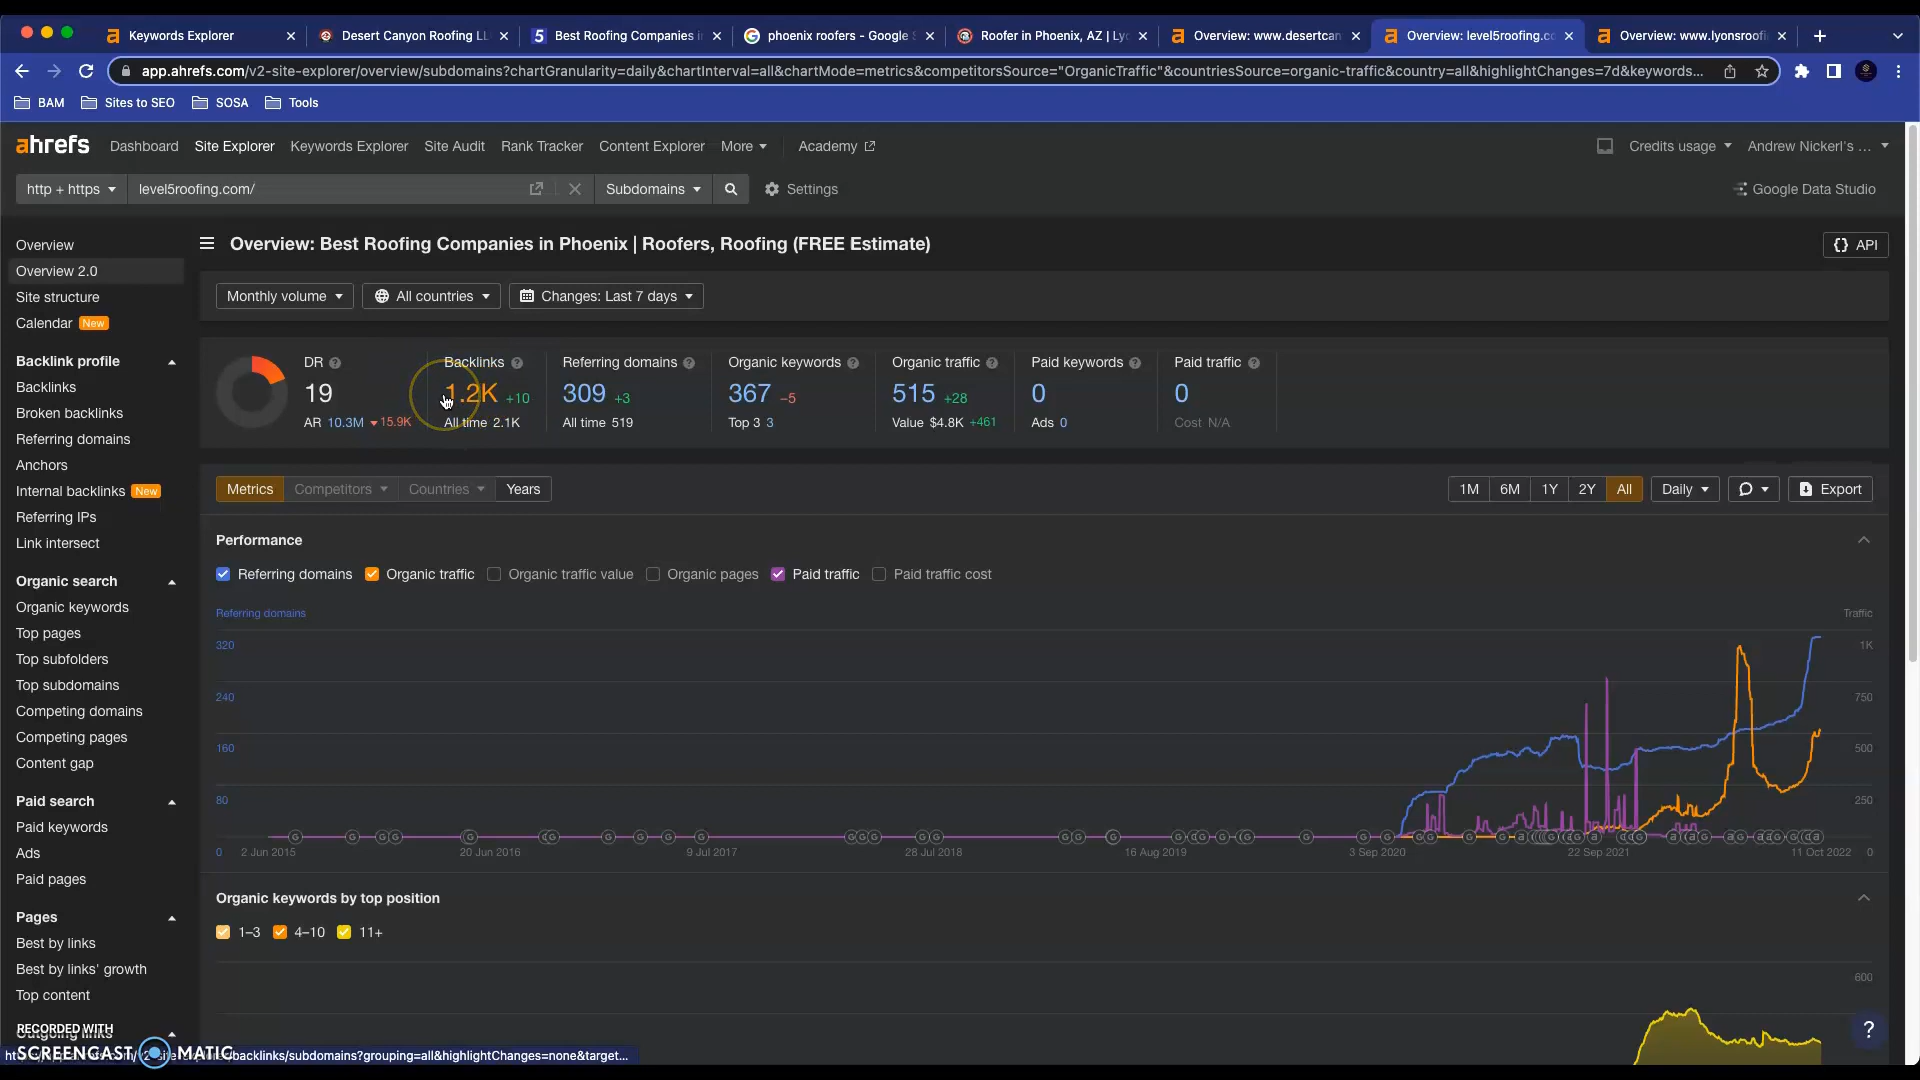 Keywords Explorer
Desert Canyon Roofing LL
Best Roofing Companies in
phoenix roofers - Google S
Roofer in Phoenix, AZ | Ly
Overview: www.desertcan
Overview: level5roofing.co
Overview: www.lyonsroofi
app.ahrefs.com/v2-site-explorer/overview/subdomains?chartGranularity=daily&chartInterval=all&chartMode=metrics&competitorsSource="OrganicTraffic"&countriesSource=organic-traffic&country=all&highlightChanges=7d&keywords...
BAM Sites to SEO SOSA Tools
ahrefs Dashboard Site Explorer Keywords Explorer Site Audit Rank Tracker Content Explorer More Academy Credits usage Andrew Nickerl's ...
http + https level5roofing.com/ Subdomains Settings Google Data Studio
Overview: Best Roofing Companies in Phoenix | Roofers, Roofing (FREE Estimate)
{} API
Monthly volume All countries Changes: Last 7 days
Overview
Overview 2.0
Site structure
Calendar New
Backlink profile
Backlinks
Broken backlinks
Referring domains
Anchors
Internal backlinks New
Referring IPs
Link intersect
Organic search
Organic keywords
Top pages
Top subfolders
Top subdomains
Competing domains
Competing pages
Content gap
Paid search
Paid keywords
Ads
Paid pages
Pages
Best by links
Best by links' growth
Top content
DR Backlinks Referring domains Organic keywords Organic traffic Paid keywords Paid traffic
19 1.2K +10 309 +3 367 -5 515 +28 0 0
AR 10.3M 15.9K All time 2.1K All time 519 Top 3 3 Value $4.8K +461 Ads 0 Cost N/A
Metrics Competitors Countries Years 1M 6M 1Y 2Y All Daily Export
Performance
Referring domains Organic traffic Organic traffic value Organic pages Paid traffic Paid traffic cost
Referring domains Traffic
320 1K
240 750
160 500
80 250
0 2 Jun 2015 20 Jun 2016 9 Jul 2017 28 Jul 2018 16 Aug 2019 3 Sep 2020 22 Sep 2021 11 Oct 2022 0
Organic keywords by top position
1–3 4–10 11+
600
?
RECORDED WITH
SCREENCAST MATIC
backlinks/subdomains?grouping=all&highlightChanges=none&target...